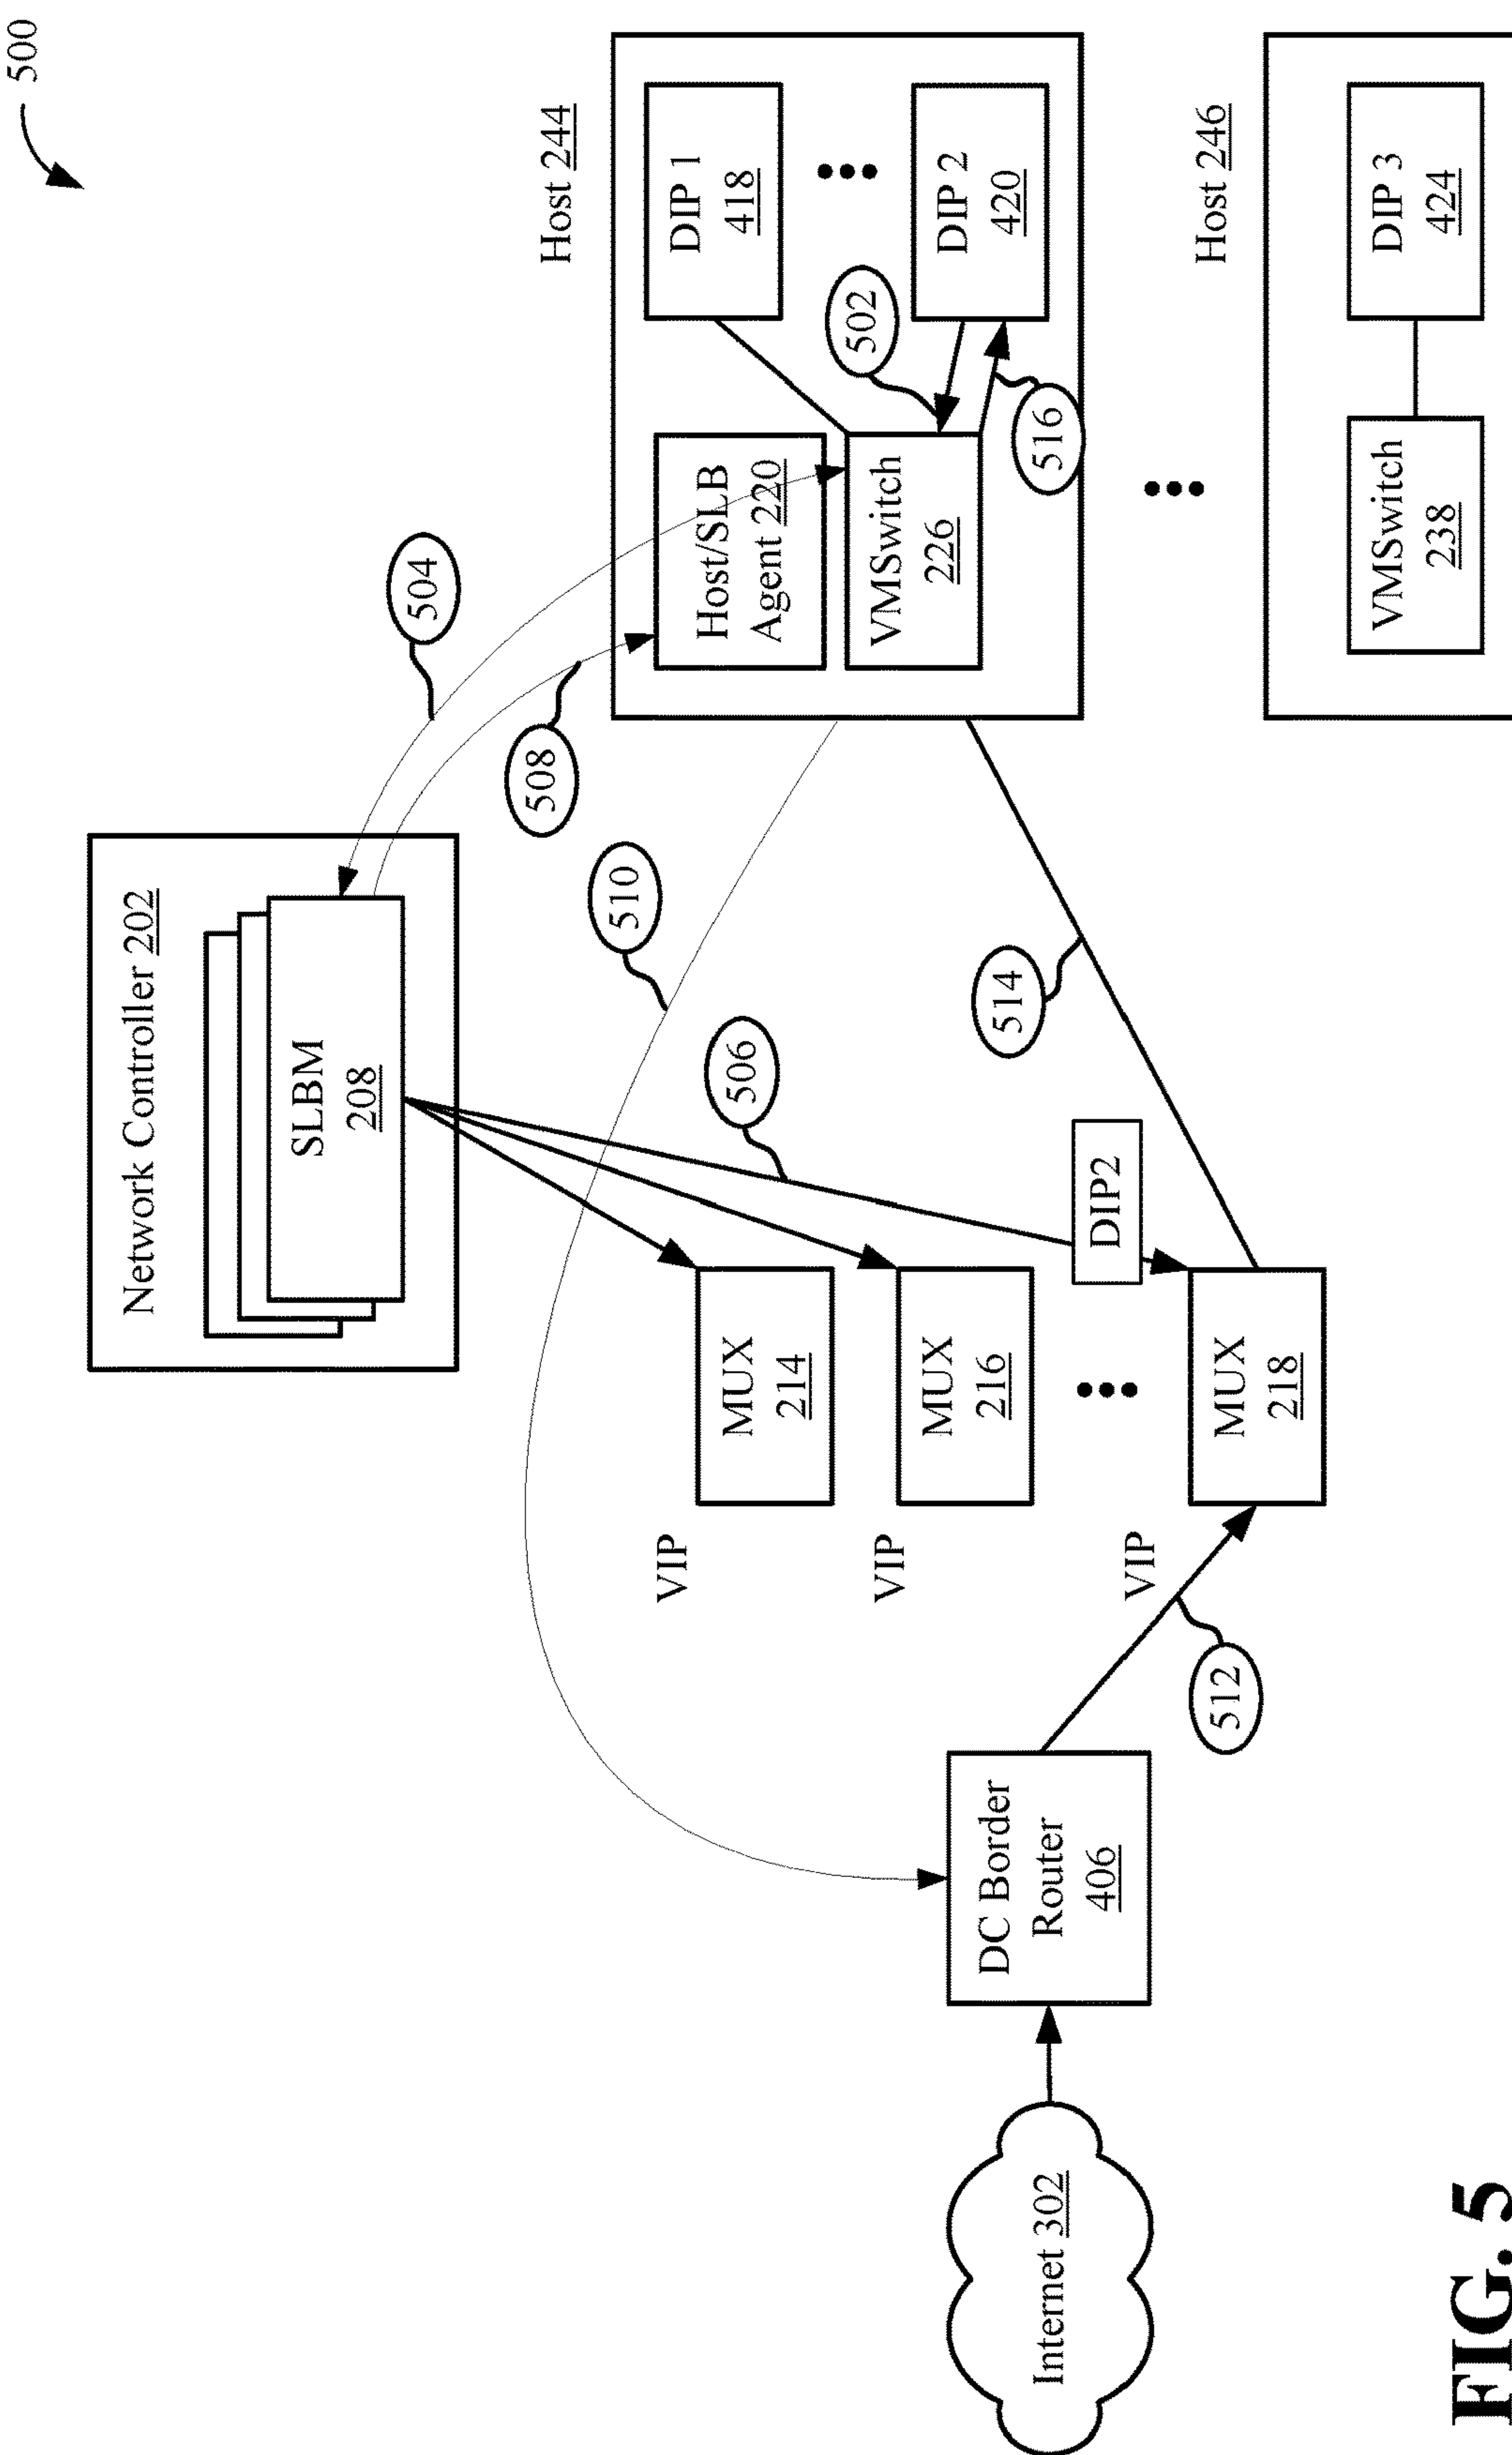 500
Network Controller 202
SLBM
208
504
508
Host 244
Host/SLB
Agent 220
VMSwitch
226
DIP 1
418
DIP 2
420
502
516
510
506
514
DIP2
VIP
MUX
214
VIP
MUX
216
VIP
MUX
218
512
DC Border
Router
406
Internet 302
Host 246
VMSwitch
238
DIP 3
424
FIG. 5